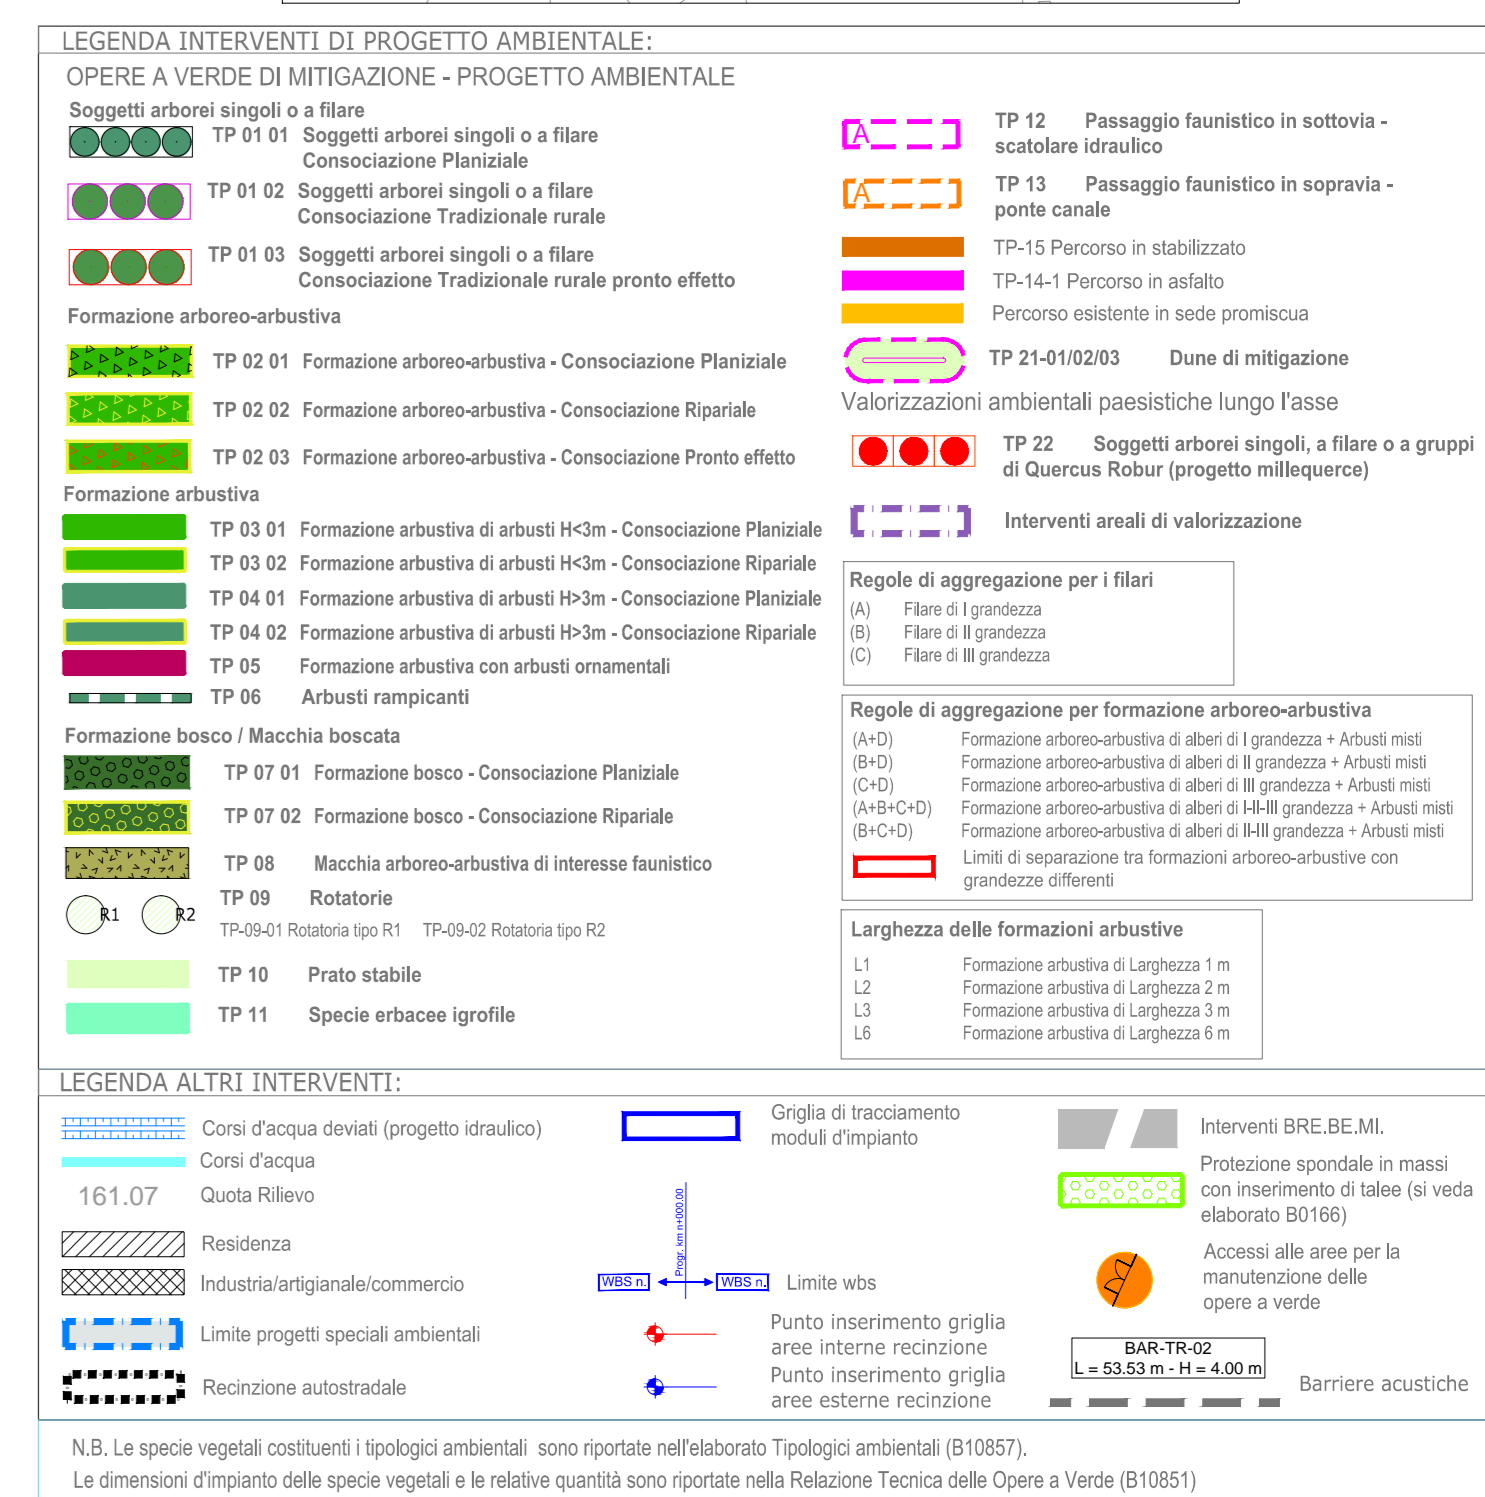 LEGENDA INTERVENTI DI PROGETTO AMBIENTALE:
OPERE A VERDE DI MITIGAZIONE - PROGETTO AMBIENTALE
Soggetti arborei singoli o a filare
TP 01 01 Soggetti arborei singoli o a filare
Consociazione Planiziale
TP 01 02 Soggetti arborei singoli o a filare
Consociazione Tradizionale rurale
TP 01 03 Soggetti arborei singoli o a filare
Consociazione Tradizionale rurale pronto effetto
Formazione arboreo-arbustiva
TP 02 01 Formazione arboreo-arbustiva - Consociazione Planiziale
TP 02 02 Formazione arboreo-arbustiva - Consociazione Ripariale
TP 02 03 Formazione arboreo-arbustiva - Consociazione Pronto effetto
Formazione arbustiva
TP 03 01 Formazione arbustiva di arbusti H<3m - Consociazione Planiziale
TP 03 02 Formazione arbustiva di arbusti H<3m - Consociazione Ripariale
TP 04 01 Formazione arbustiva di arbusti H>3m - Consociazione Planiziale
TP 04 02 Formazione arbustiva di arbusti H>3m - Consociazione Ripariale
TP 05 Formazione arbustiva con arbusti ornamentali
TP 06 Arbusti rampicanti
Formazione bosco / Macchia boscata
TP 07 01 Formazione bosco - Consociazione Planiziale
TP 07 02 Formazione bosco - Consociazione Ripariale
TP 08 Macchia arboreo-arbustiva di interesse faunistico
TP 09 Rotatorie
R1 R2
TP-09-01 Rotatoria tipo R1 TP-09-02 Rotatoria tipo R2
TP 10 Prato stabile
TP 11 Specie erbacee igrofile
A
TP 12 Passaggio faunistico in sottovia -
scatolare idraulico
A
TP 13 Passaggio faunistico in sopravia -
ponte canale
TP-15 Percorso in stabilizzato
TP-14-1 Percorso in asfalto
Percorso esistente in sede promiscua
TP 21-01/02/03 Dune di mitigazione
Valorizzazioni ambientali paesistiche lungo l'asse
TP 22 Soggetti arborei singoli, a filare o a gruppi
di Quercus Robur (progetto millequerce)
Interventi areali di valorizzazione
Regole di aggregazione per i filari
(A) Filare di I grandezza
(B) Filare di II grandezza
(C) Filare di III grandezza
Regole di aggregazione per formazione arboreo-arbustiva
(A+D) Formazione arboreo-arbustiva di alberi di I grandezza + Arbusti misti
(B+D) Formazione arboreo-arbustiva di alberi di II grandezza + Arbusti misti
(C+D) Formazione arboreo-arbustiva di alberi di III grandezza + Arbusti misti
(A+B+C+D) Formazione arboreo-arbustiva di alberi di I-II-III grandezza + Arbusti misti
(B+C+D) Formazione arboreo-arbustiva di alberi di II-III grandezza + Arbusti misti
Limiti di separazione tra formazioni arboreo-arbustive con
grandezze differenti
Larghezza delle formazioni arbustive
L1 Formazione arbustiva di Larghezza 1 m
L2 Formazione arbustiva di Larghezza 2 m
L3 Formazione arbustiva di Larghezza 3 m
L6 Formazione arbustiva di Larghezza 6 m
LEGENDA ALTRI INTERVENTI:
Corsi d'acqua deviati (progetto idraulico)
Corsi d'acqua
161.07 Quota Rilievo
Residenza
Industria/artigianale/commercio
Limite progetti speciali ambientali
Recinzione autostradale
Griglia di tracciamento
moduli d'impianto
Progr. km n+000.00
WBS n. WBS n. Limite wbs
Punto inserimento griglia
aree interne recinzione
Punto inserimento griglia
aree esterne recinzione
Interventi BRE.BE.MI.
Protezione spondale in massi
con inserimento di talee (si veda
elaborato B0166)
Accessi alle aree per la
manutenzione delle
opere a verde
BAR-TR-02
L = 53.53 m - H = 4.00 m
Barriere acustiche
N.B. Le specie vegetali costituenti i tipologici ambientali sono riportate nell'elaborato Tipologici ambientali (B10857).
Le dimensioni d'impianto delle specie vegetali e le relative quantità sono riportate nella Relazione Tecnica delle Opere a Verde (B10851)